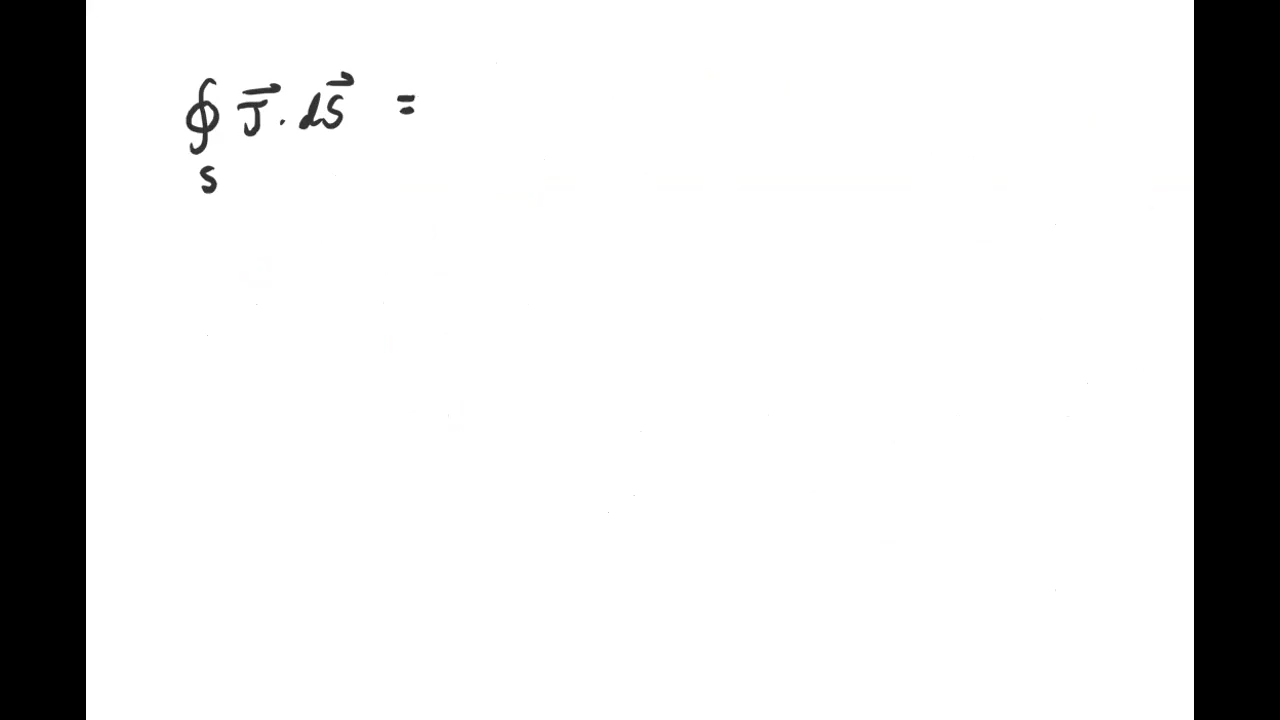 ∮ J⃗ · dS⃗ =
S